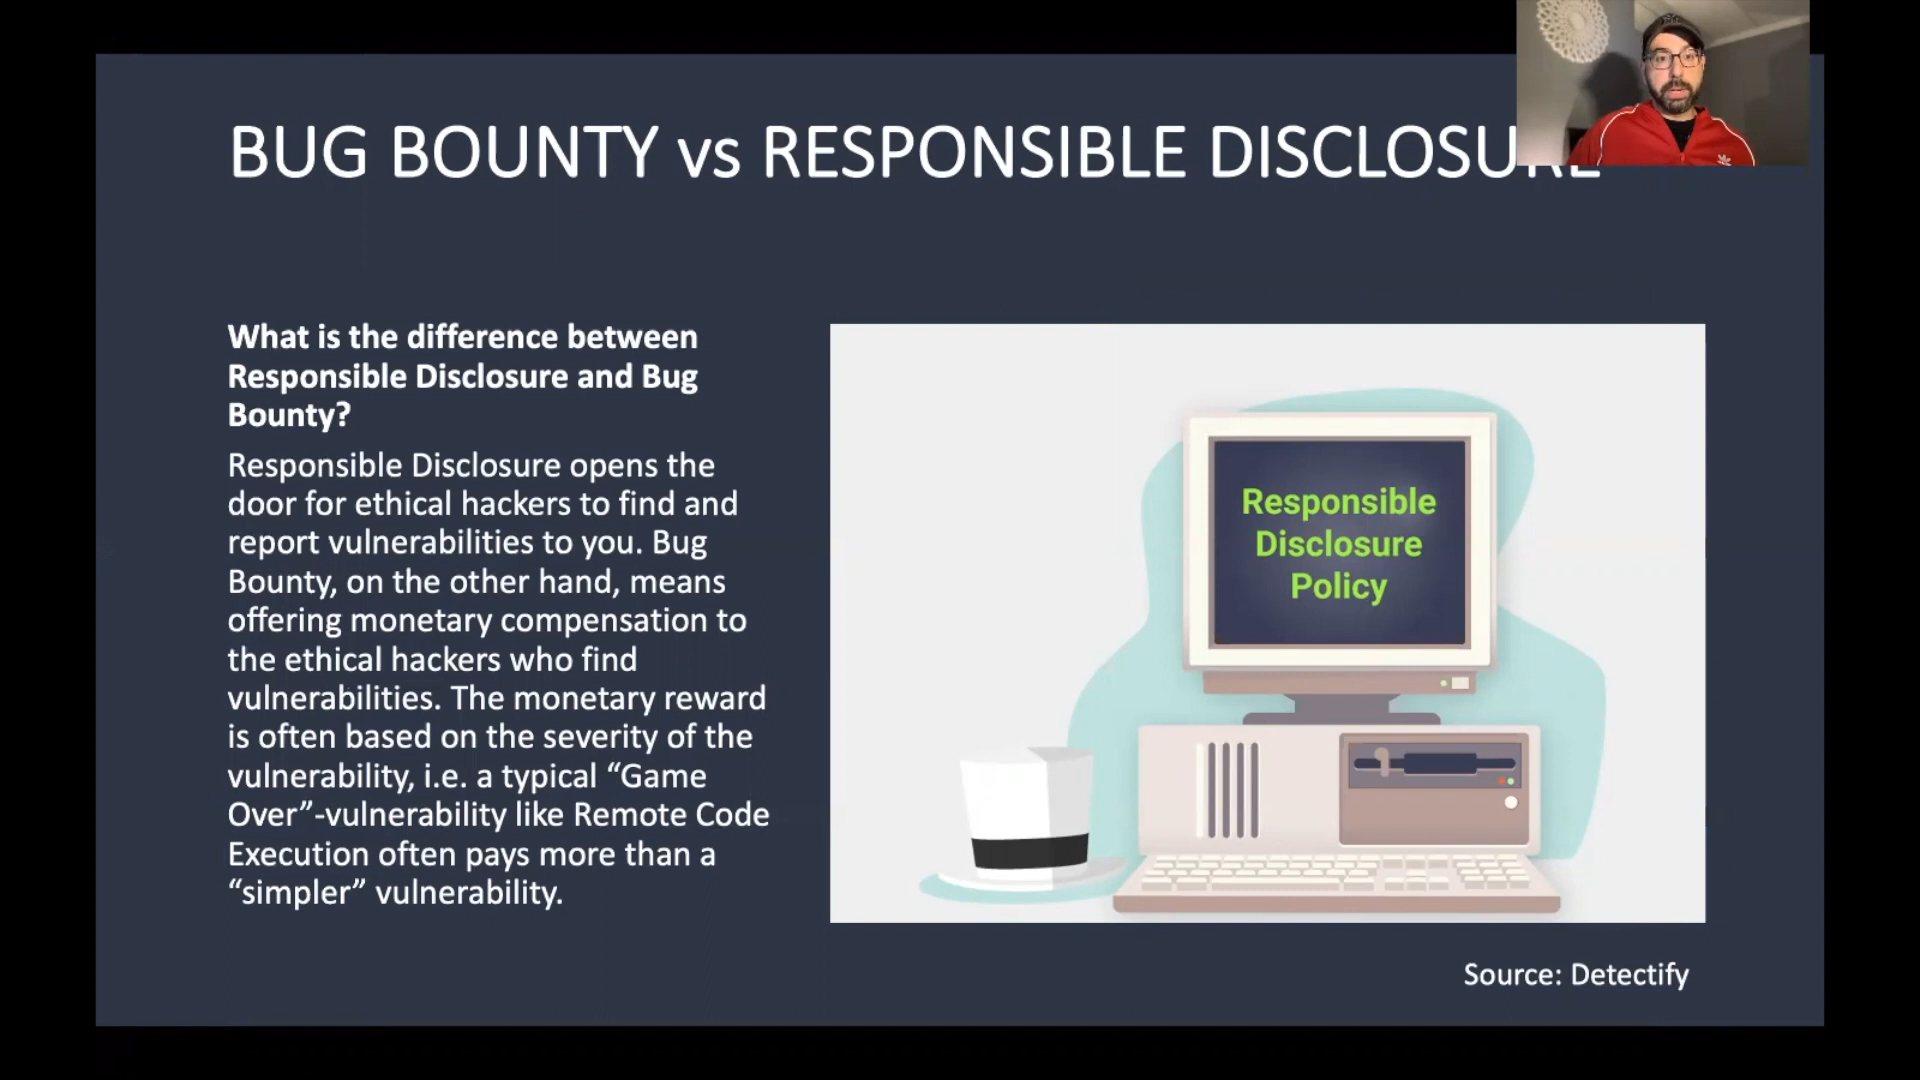 BUG BOUNTY vs RESPONSIBLE DISCLOSURE
What is the difference between
Responsible Disclosure and Bug
Bounty?
Responsible Disclosure opens the
door for ethical hackers to find and
report vulnerabilities to you. Bug
Bounty, on the other hand, means
offering monetary compensation to
the ethical hackers who find
vulnerabilities. The monetary reward
is often based on the severity of the
vulnerability, i.e. a typical “Game
Over”-vulnerability like Remote Code
Execution often pays more than a
“simpler” vulnerability.
Responsible
Disclosure
Policy
Source: Detectify